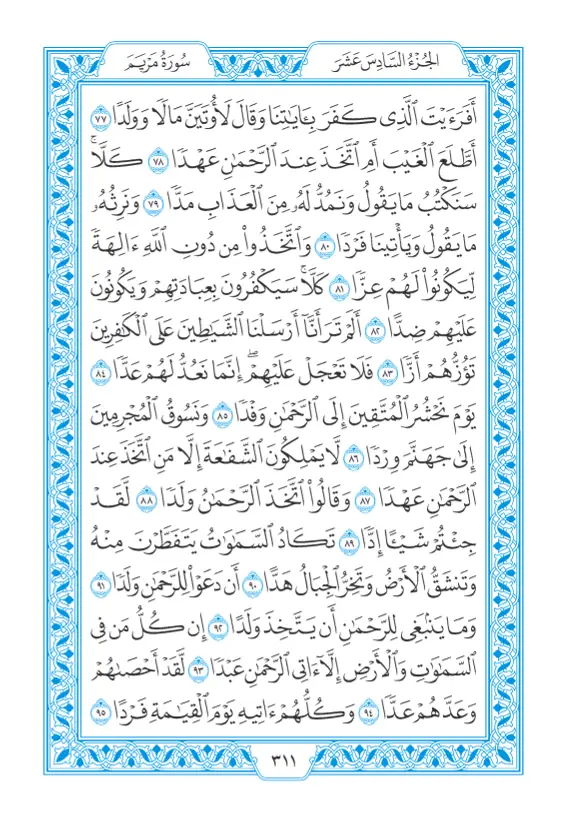 الجُزْءُ السَّادِسَ عَشَرَ
سُورَةُ مَرْيَمَ
أَفَرَءَيْتَ ٱلَّذِى كَفَرَ بِـَٔايَٰتِنَا وَقَالَ لَأُوتَيَنَّ مَالًا وَوَلَدًا ٧٧
أَطَّلَعَ ٱلْغَيْبَ أَمِ ٱتَّخَذَ عِندَ ٱلرَّحْمَٰنِ عَهْدًا ٧٨ كَلَّا ۚ
سَنَكْتُبُ مَا يَقُولُ وَنَمُدُّ لَهُۥ مِنَ ٱلْعَذَابِ مَدًّا ٧٩ وَنَرِثُهُۥ
مَا يَقُولُ وَيَأْتِينَا فَرْدًا ٨٠ وَٱتَّخَذُوا۟ مِن دُونِ ٱللَّهِ ءَالِهَةً
لِّيَكُونُوا۟ لَهُمْ عِزًّا ٨١ كَلَّا ۚ سَيَكْفُرُونَ بِعِبَادَتِهِمْ وَيَكُونُونَ
عَلَيْهِمْ ضِدًّا ٨٢ أَلَمْ تَرَ أَنَّآ أَرْسَلْنَا ٱلشَّيَٰطِينَ عَلَى ٱلْكَٰفِرِينَ
تَؤُزُّهُمْ أَزًّا ٨٣ فَلَا تَعْجَلْ عَلَيْهِمْ ۖ إِنَّمَا نَعُدُّ لَهُمْ عَدًّا ٨٤
يَوْمَ نَحْشُرُ ٱلْمُتَّقِينَ إِلَى ٱلرَّحْمَٰنِ وَفْدًا ٨٥ وَنَسُوقُ ٱلْمُجْرِمِينَ
إِلَىٰ جَهَنَّمَ وِرْدًا ٨٦ لَّا يَمْلِكُونَ ٱلشَّفَٰعَةَ إِلَّا مَنِ ٱتَّخَذَ عِندَ
ٱلرَّحْمَٰنِ عَهْدًا ٨٧ وَقَالُوا۟ ٱتَّخَذَ ٱلرَّحْمَٰنُ وَلَدًا ٨٨ لَّقَدْ
جِئْتُمْ شَيْـًٔا إِدًّا ٨٩ تَكَادُ ٱلسَّمَٰوَٰتُ يَتَفَطَّرْنَ مِنْهُ
وَتَنشَقُّ ٱلْأَرْضُ وَتَخِرُّ ٱلْجِبَالُ هَدًّا ٩٠ أَن دَعَوْا۟ لِلرَّحْمَٰنِ وَلَدًا ٩١
وَمَا يَنۢبَغِى لِلرَّحْمَٰنِ أَن يَتَّخِذَ وَلَدًا ٩٢ إِن كُلُّ مَن فِى
ٱلسَّمَٰوَٰتِ وَٱلْأَرْضِ إِلَّآ ءَاتِى ٱلرَّحْمَٰنِ عَبْدًا ٩٣ لَّقَدْ أَحْصَىٰهُمْ
وَعَدَّهُمْ عَدًّا ٩٤ وَكُلُّهُمْ ءَاتِيهِ يَوْمَ ٱلْقِيَٰمَةِ فَرْدًا ٩٥
٣١١